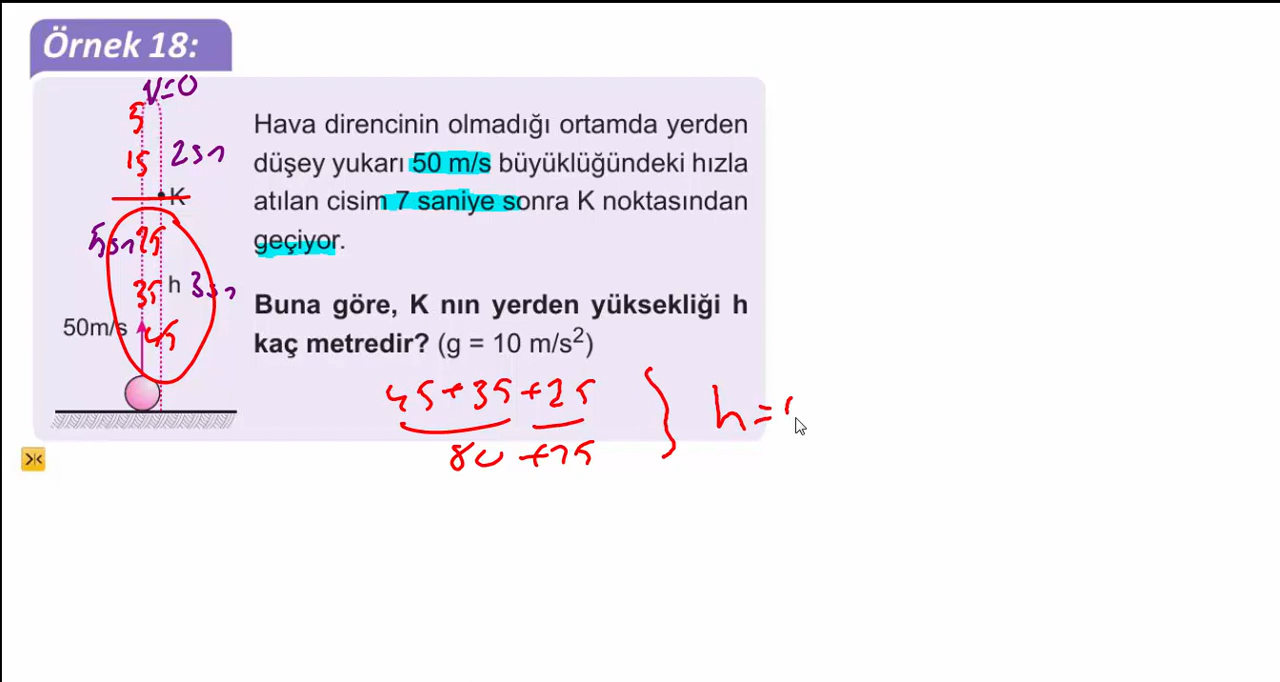 Örnek 18:
V=0
5
15 2sn
K
5sn 25
35 h 3sn
50m/s 45
Hava direncinin olmadığı ortamda yerden
düşey yukarı 50 m/s büyüklüğündeki hızla
atılan cisim 7 saniye sonra K noktasından
geçiyor.
Buna göre, K nın yerden yüksekliği h
kaç metredir? (g = 10 m/s²)
45+35+25
80 +25
h=